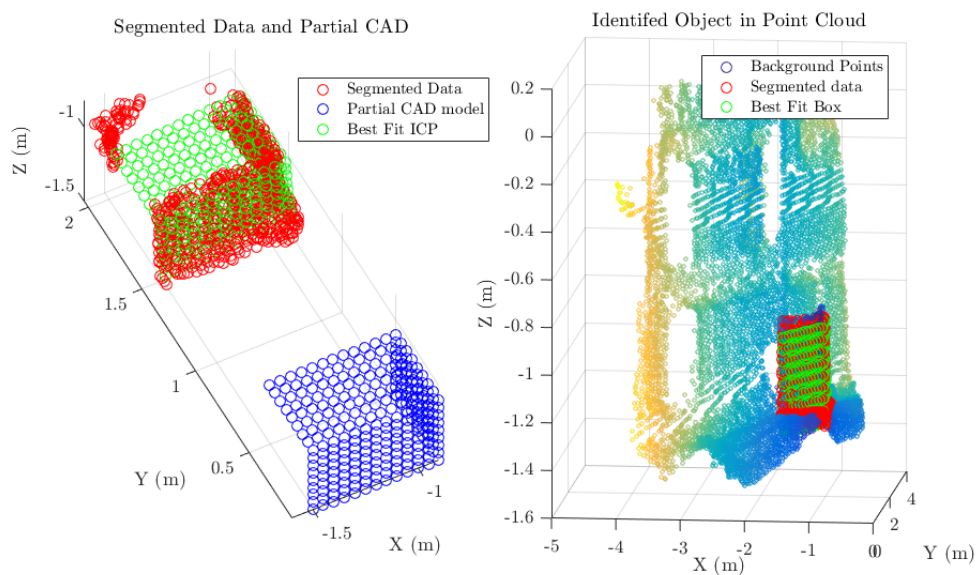 Segmented Data and Partial CAD
Segmented Data
Partial CAD model
Best Fit ICP
Z (m)
-1
-1.5
2
1.5
1
0.5
Y (m)
-1.5
-1
X (m)
Identifed Object in Point Cloud
Background Points
Segmented data
Best Fit Box
Z (m)
0.2
0
-0.2
-0.4
-0.6
-0.8
-1
-1.2
-1.4
-1.6
-5
-4
-3
-2
-1
0
X (m)
0
2
4
Y (m)